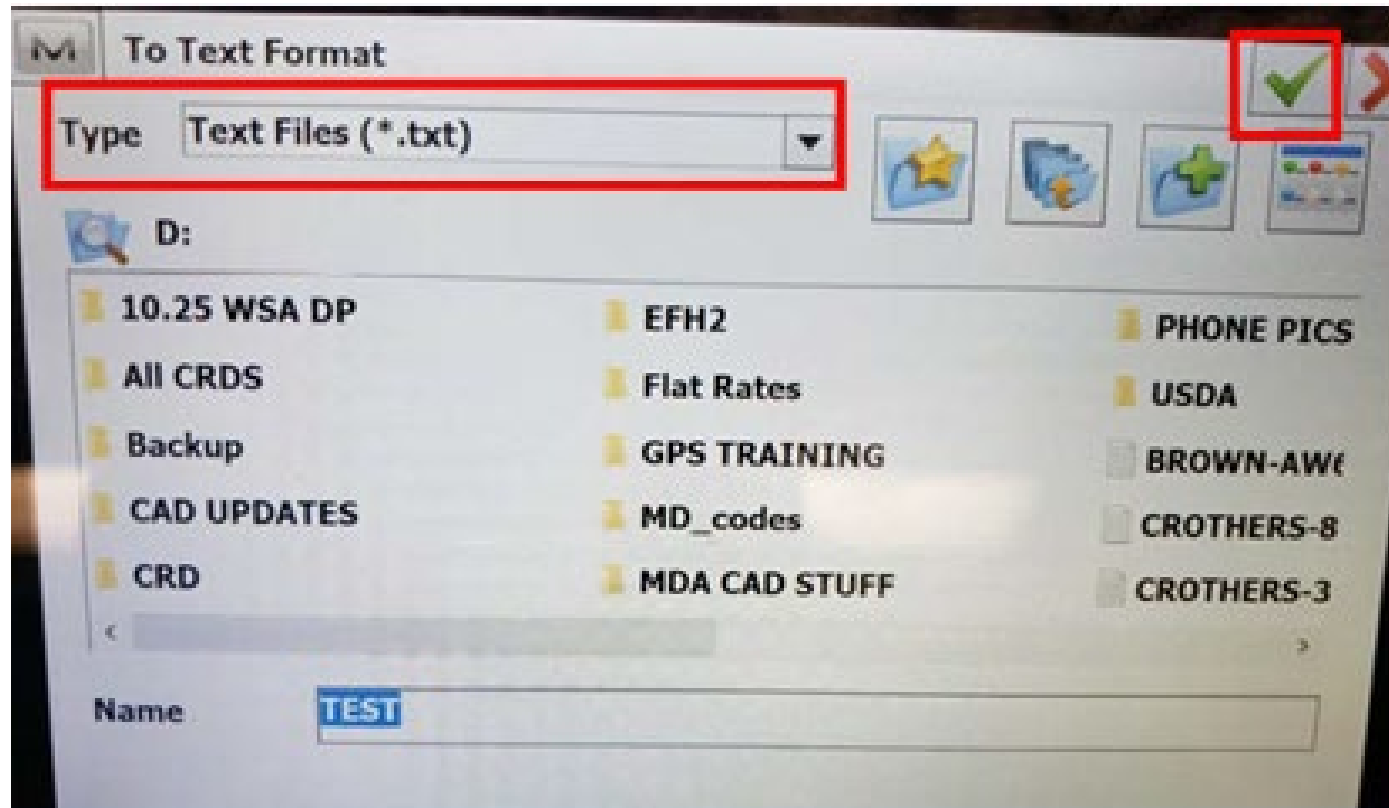 To Text Format
Type Text Files (*.txt)
D:
10.25 WSA DP EFH2 PHONE PICS
All CRDS Flat Rates USDA
Backup GPS TRAINING
CAD UPDATES MD_codes CROTHERS-8
CRD MDA CAD STUFF CROTHERS-3
Name TEST